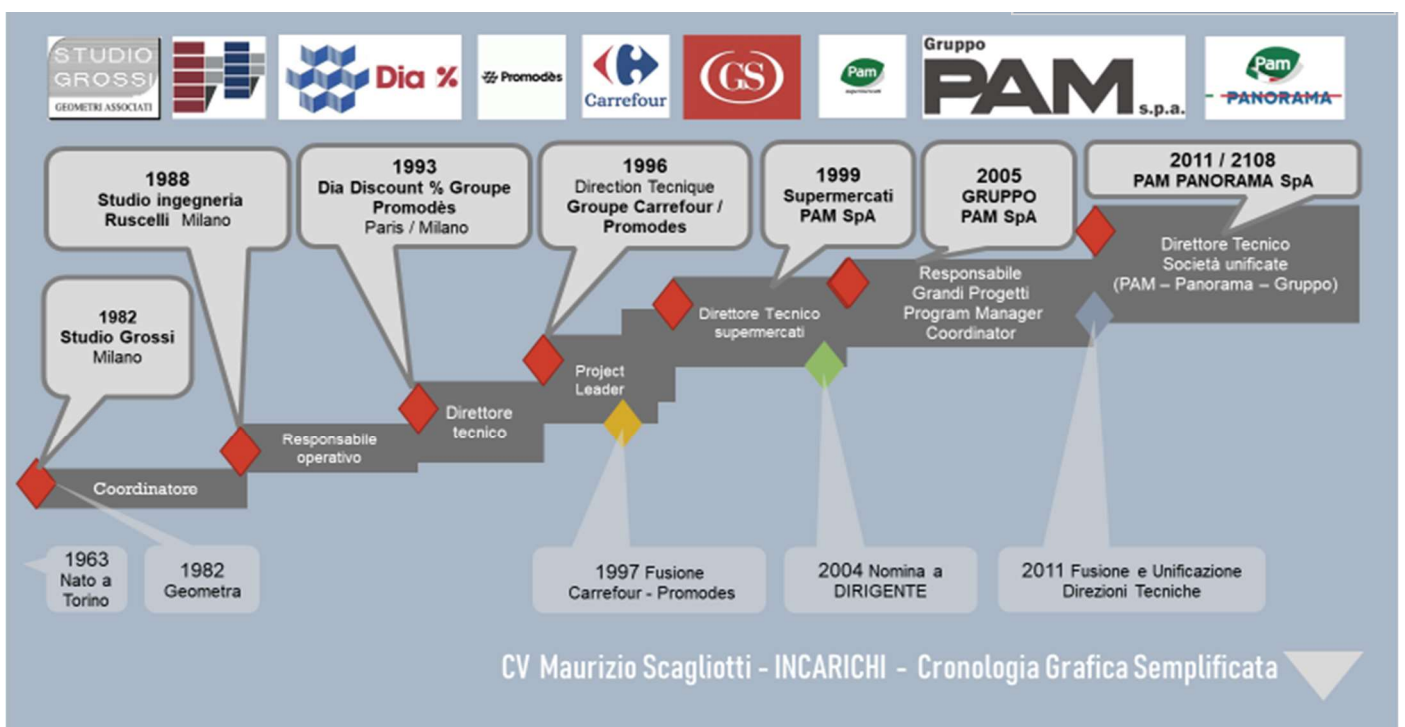 STUDIO
GROSSI
GEOMETRI ASSOCIATI
Dia %
Promodès
Carrefour
GS
Pam
supermercati
Gruppo
PAM s.p.a.
Pam
PANORAMA
1982
Studio Grossi
Milano
1988
Studio ingegneria
Ruscelli Milano
1993
Dia Discount % Groupe
Promodès
Paris / Milano
1996
Direction Tecnique
Groupe Carrefour /
Promodes
1999
Supermercati
PAM SpA
2005
GRUPPO
PAM SpA
2011 / 2108
PAM PANORAMA SpA
Coordinatore
Responsabile
operativo
Direttore
tecnico
Project
Leader
Direttore Tecnico
supermercati
Responsabile
Grandi Progetti
Program Manager
Coordinator
Direttore Tecnico
Società unificate
(PAM – Panorama – Gruppo)
1963
Nato a
Torino
1982
Geometra
1997 Fusione
Carrefour - Promodes
2004 Nomina a
DIRIGENTE
2011 Fusione e Unificazione
Direzioni Tecniche
CV Maurizio Scagliotti - INCARICHI - Cronologia Grafica Semplificata